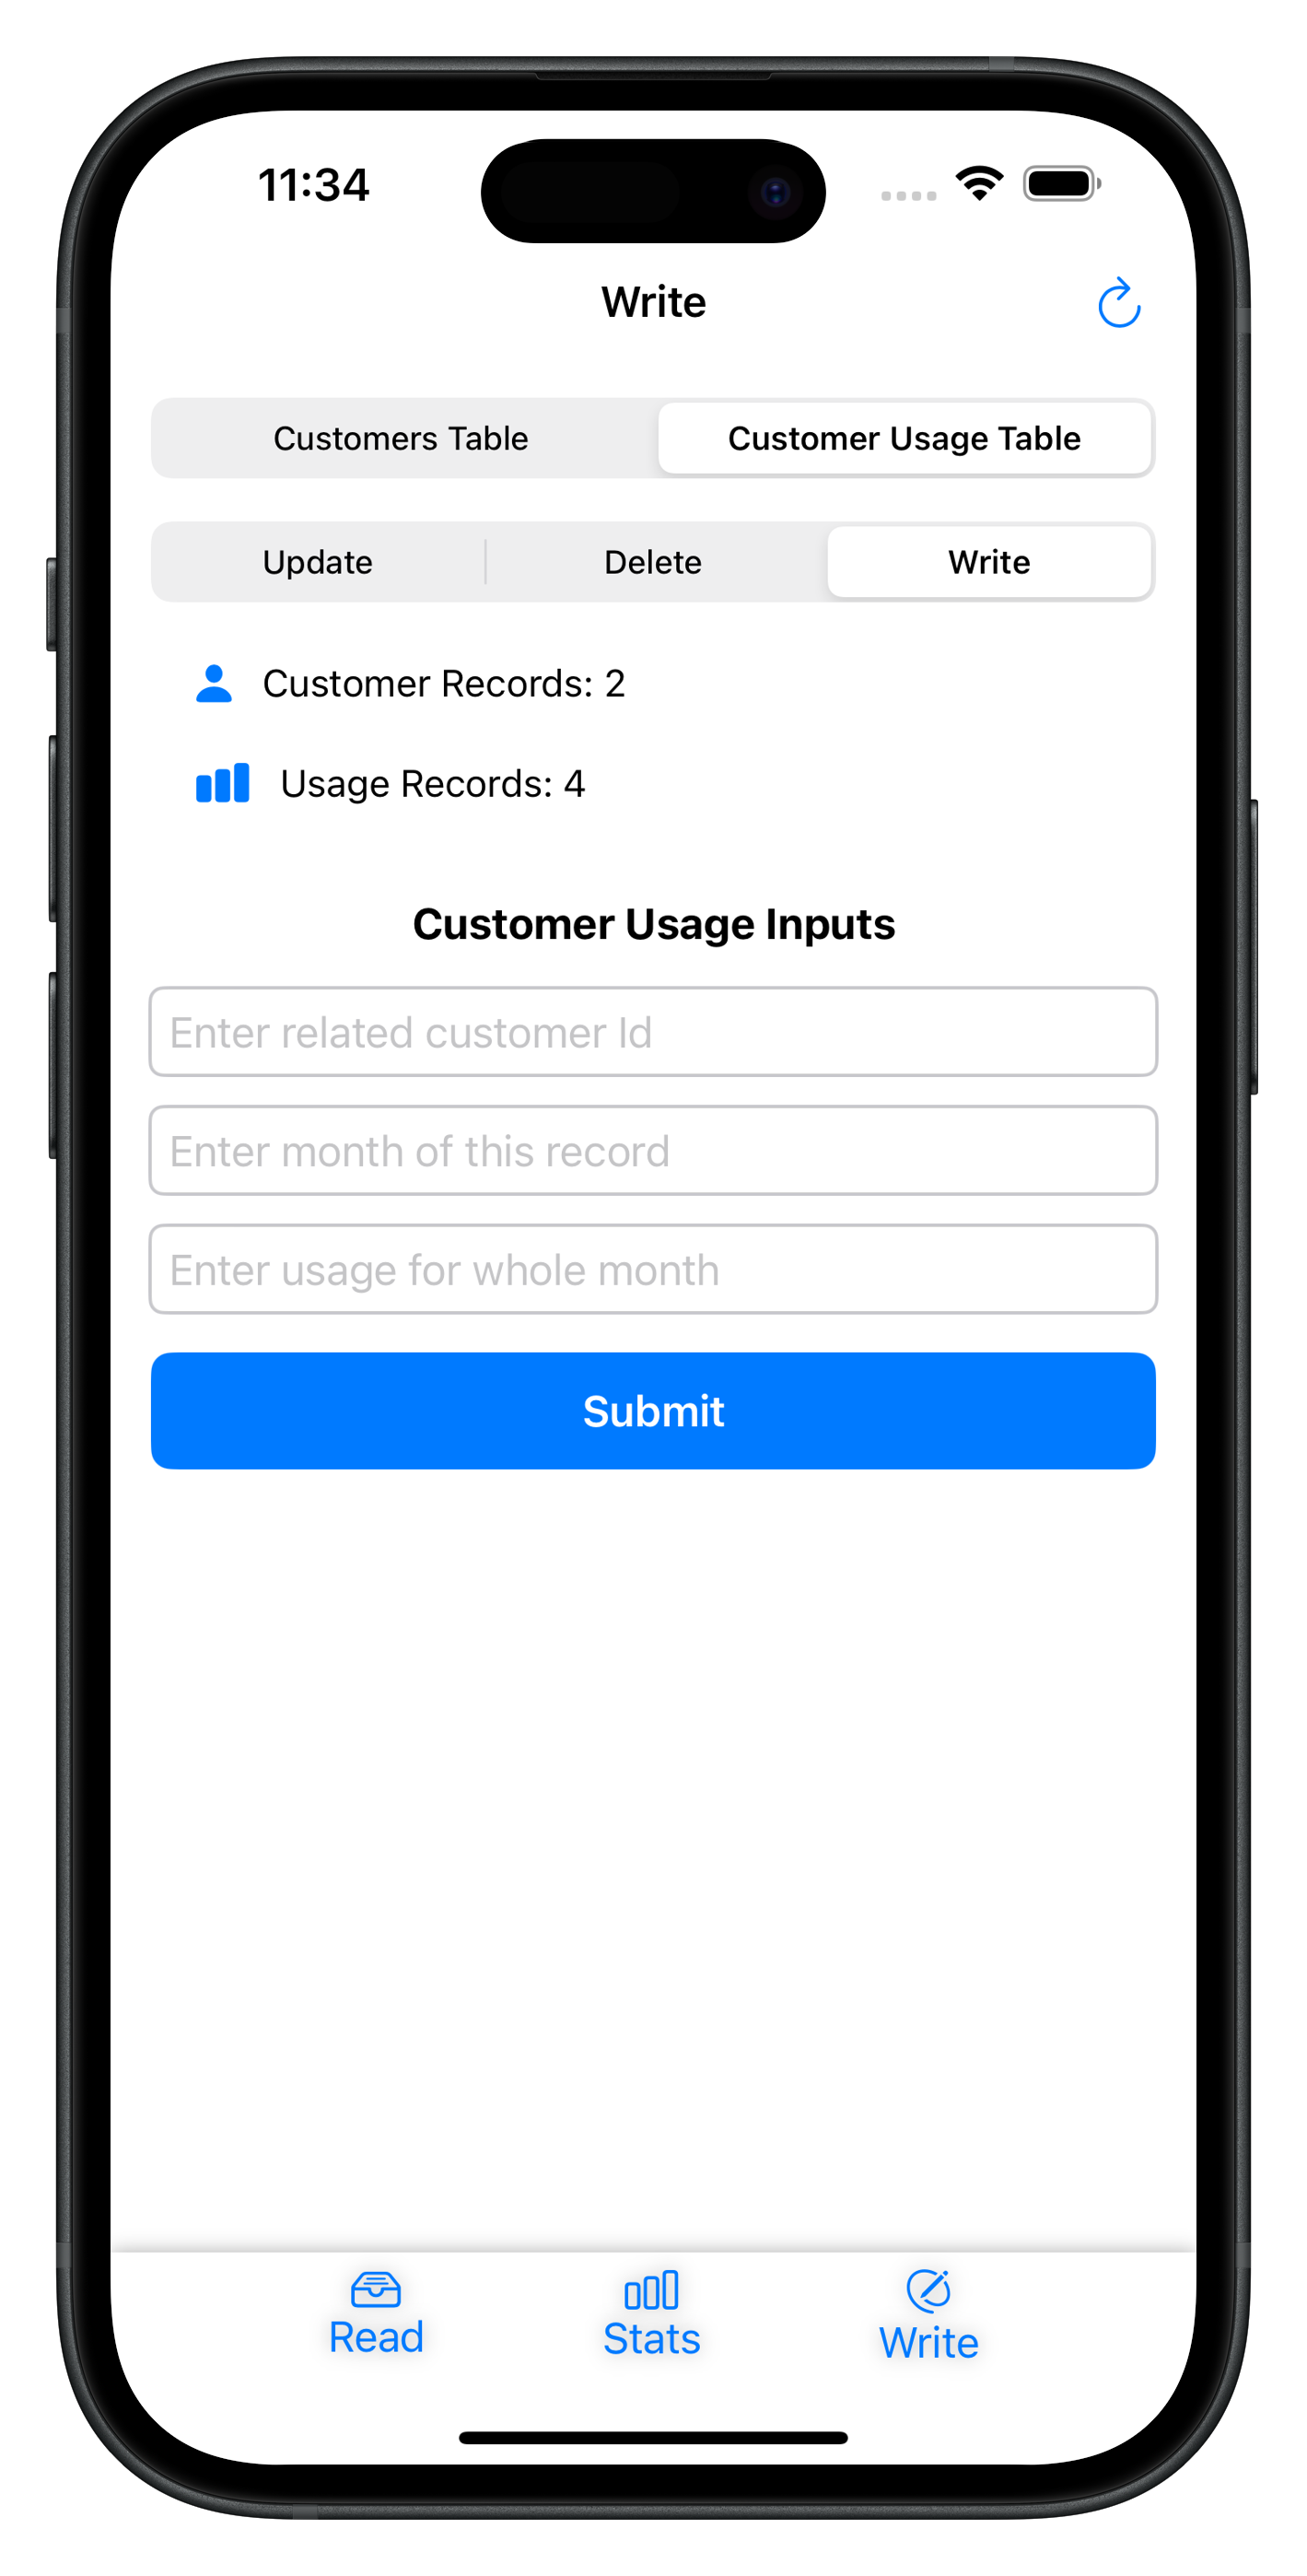 11:34
Write
Customers Table Customer Usage Table
Update Delete Write
Customer Records: 2
Usage Records: 4
Customer Usage Inputs
Enter related customer Id
Enter month of this record
Enter usage for whole month
Submit
Read Stats Write